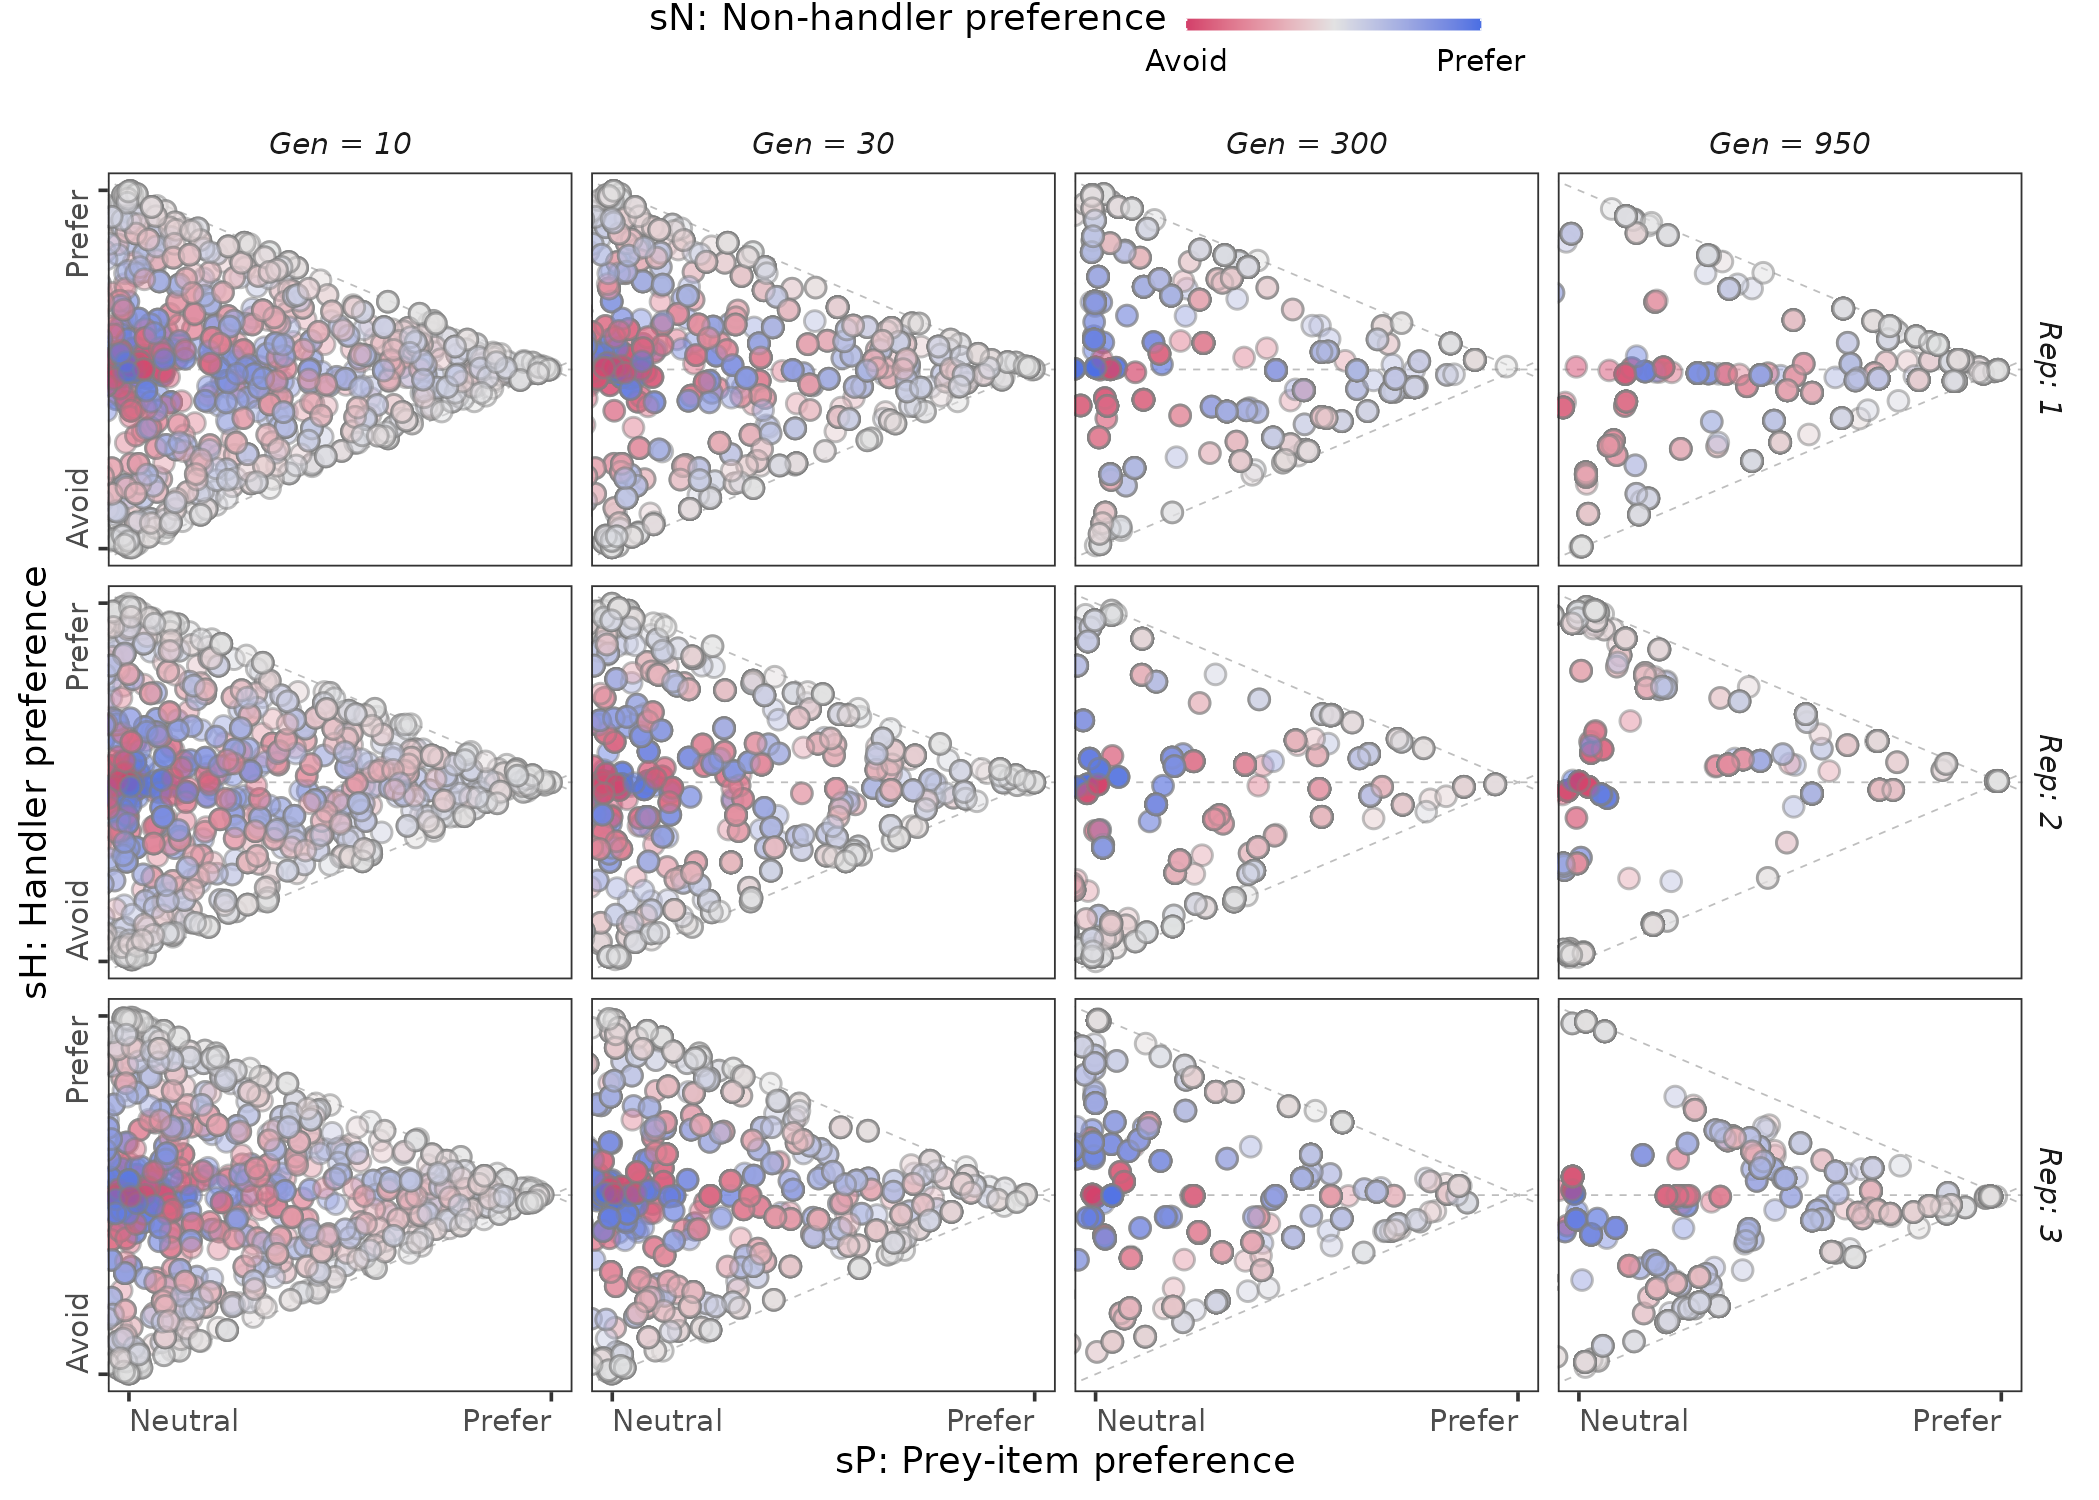 sN: Non-handler preference
Avoid Prefer
Gen = 10 Gen = 30 Gen = 300 Gen = 950
sH: Handler preference
Prefer
Avoid
Rep: 1
Prefer
Avoid
Rep: 2
Prefer
Avoid
Rep: 3
Neutral Prefer Neutral Prefer Neutral Prefer Neutral Prefer
sP: Prey-item preference